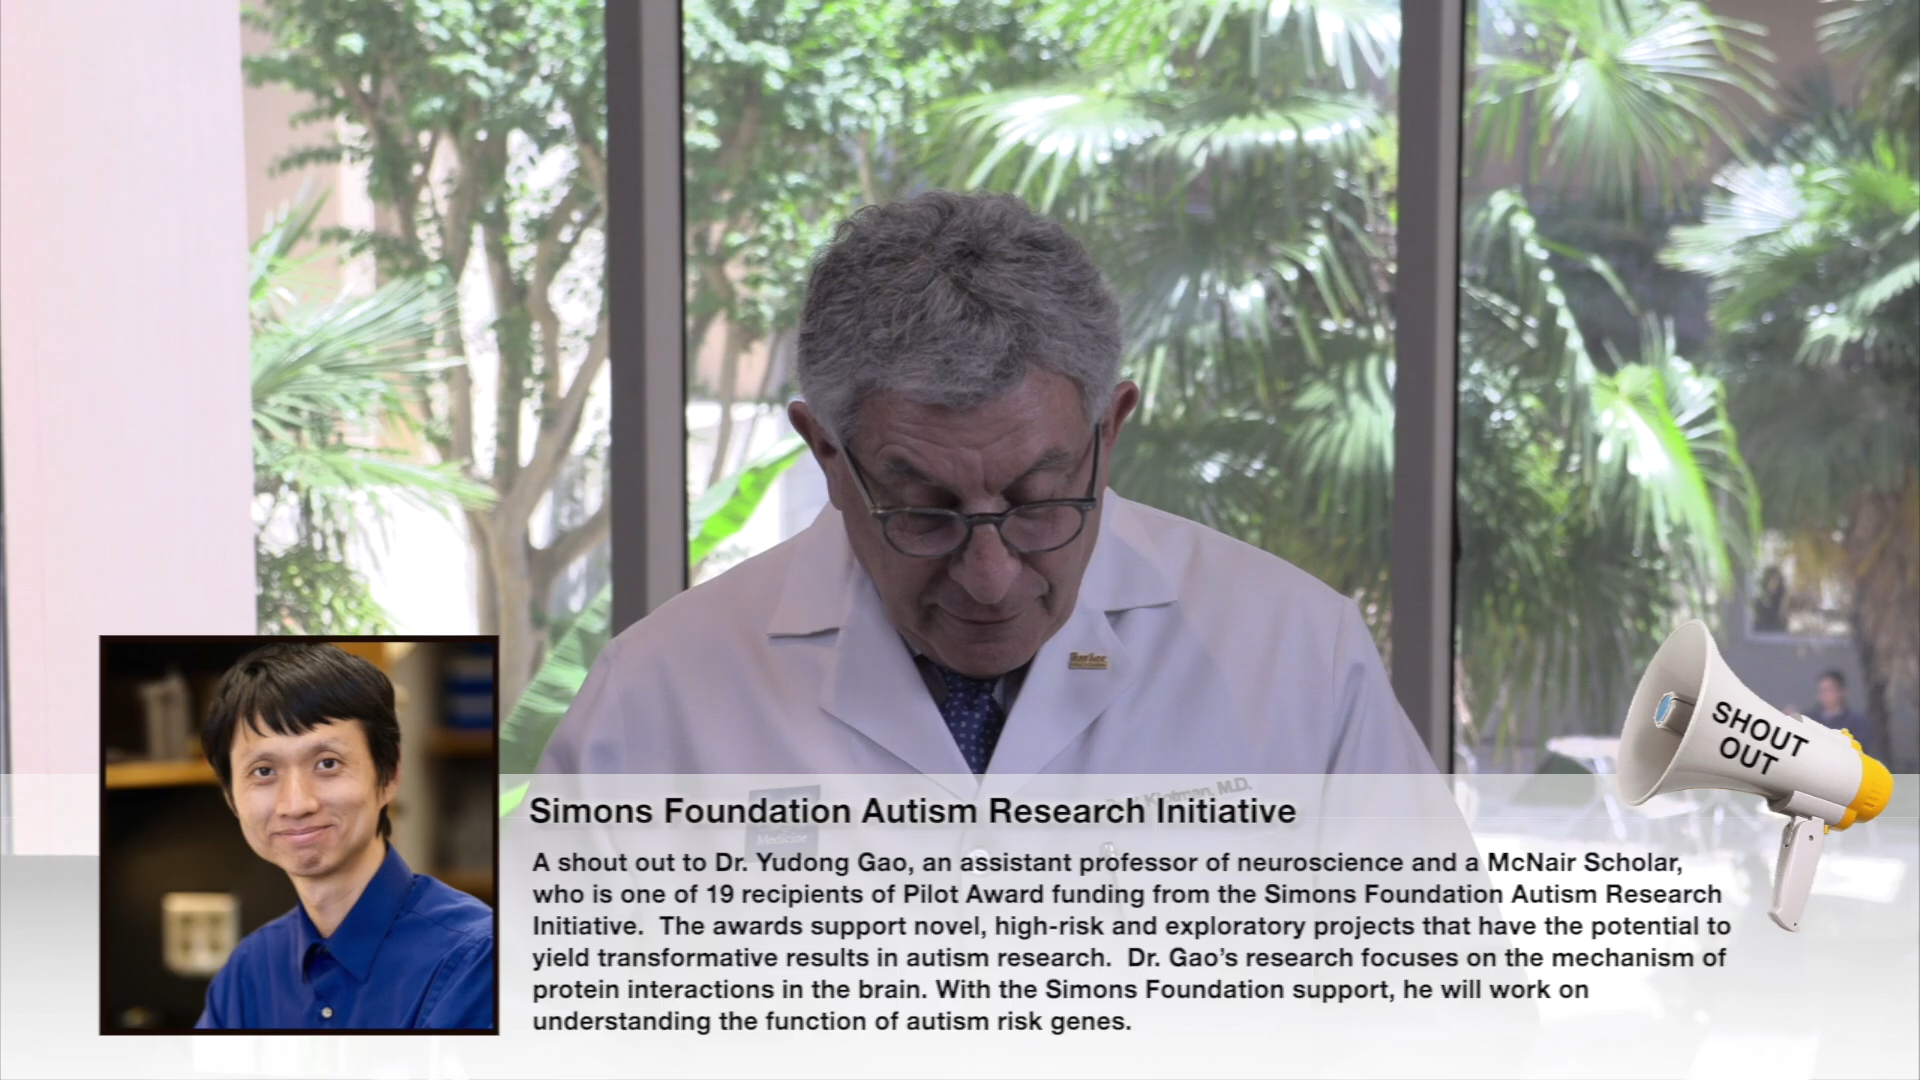 SHOUT
OUT
Simons Foundation Autism Research Initiative
Medicine
A shout out to Dr. Yudong Gao, an assistant professor of neuroscience and a McNair Scholar,
who is one of 19 recipients of Pilot Award funding from the Simons Foundation Autism Research
Initiative.  The awards support novel, high-risk and exploratory projects that have the potential to
yield transformative results in autism research.  Dr. Gao’s research focuses on the mechanism of
protein interactions in the brain. With the Simons Foundation support, he will work on
understanding the function of autism risk genes.